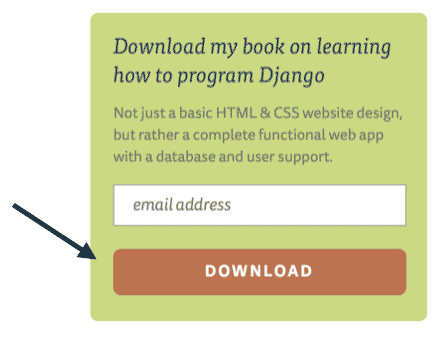 Download my book on learning
how to program Django
Not just a basic HTML & CSS website design,
but rather a complete functional web app
with a database and user support.
email address
DOWNLOAD